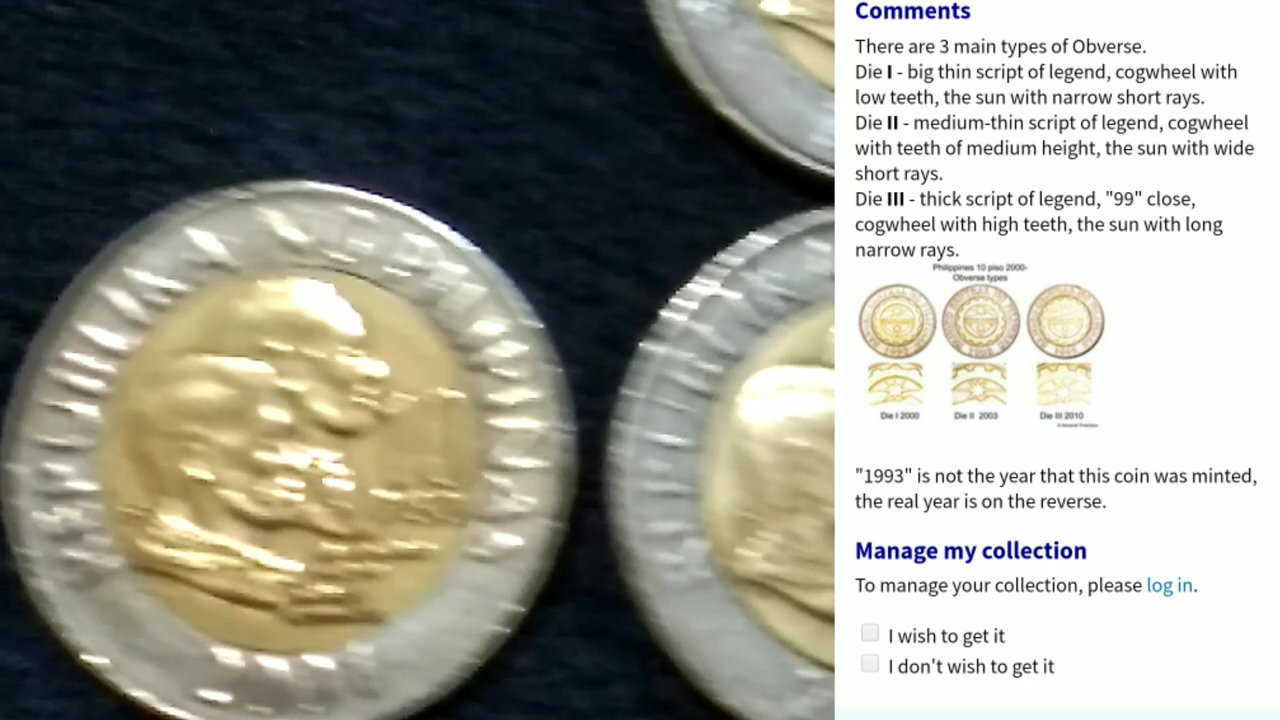 Comments
There are 3 main types of Obverse.
Die I - big thin script of legend, cogwheel with
low teeth, the sun with narrow short rays.
Die II - medium-thin script of legend, cogwheel
with teeth of medium height, the sun with wide
short rays.
Die III - thick script of legend, "99" close,
cogwheel with high teeth, the sun with long
narrow rays.
Philippines 10 piso 2000-
Obverse types
Die I 2000 Die II 2003 Die III 2010
"1993" is not the year that this coin was minted,
the real year is on the reverse.
Manage my collection
To manage your collection, please log in.
I wish to get it
I don't wish to get it